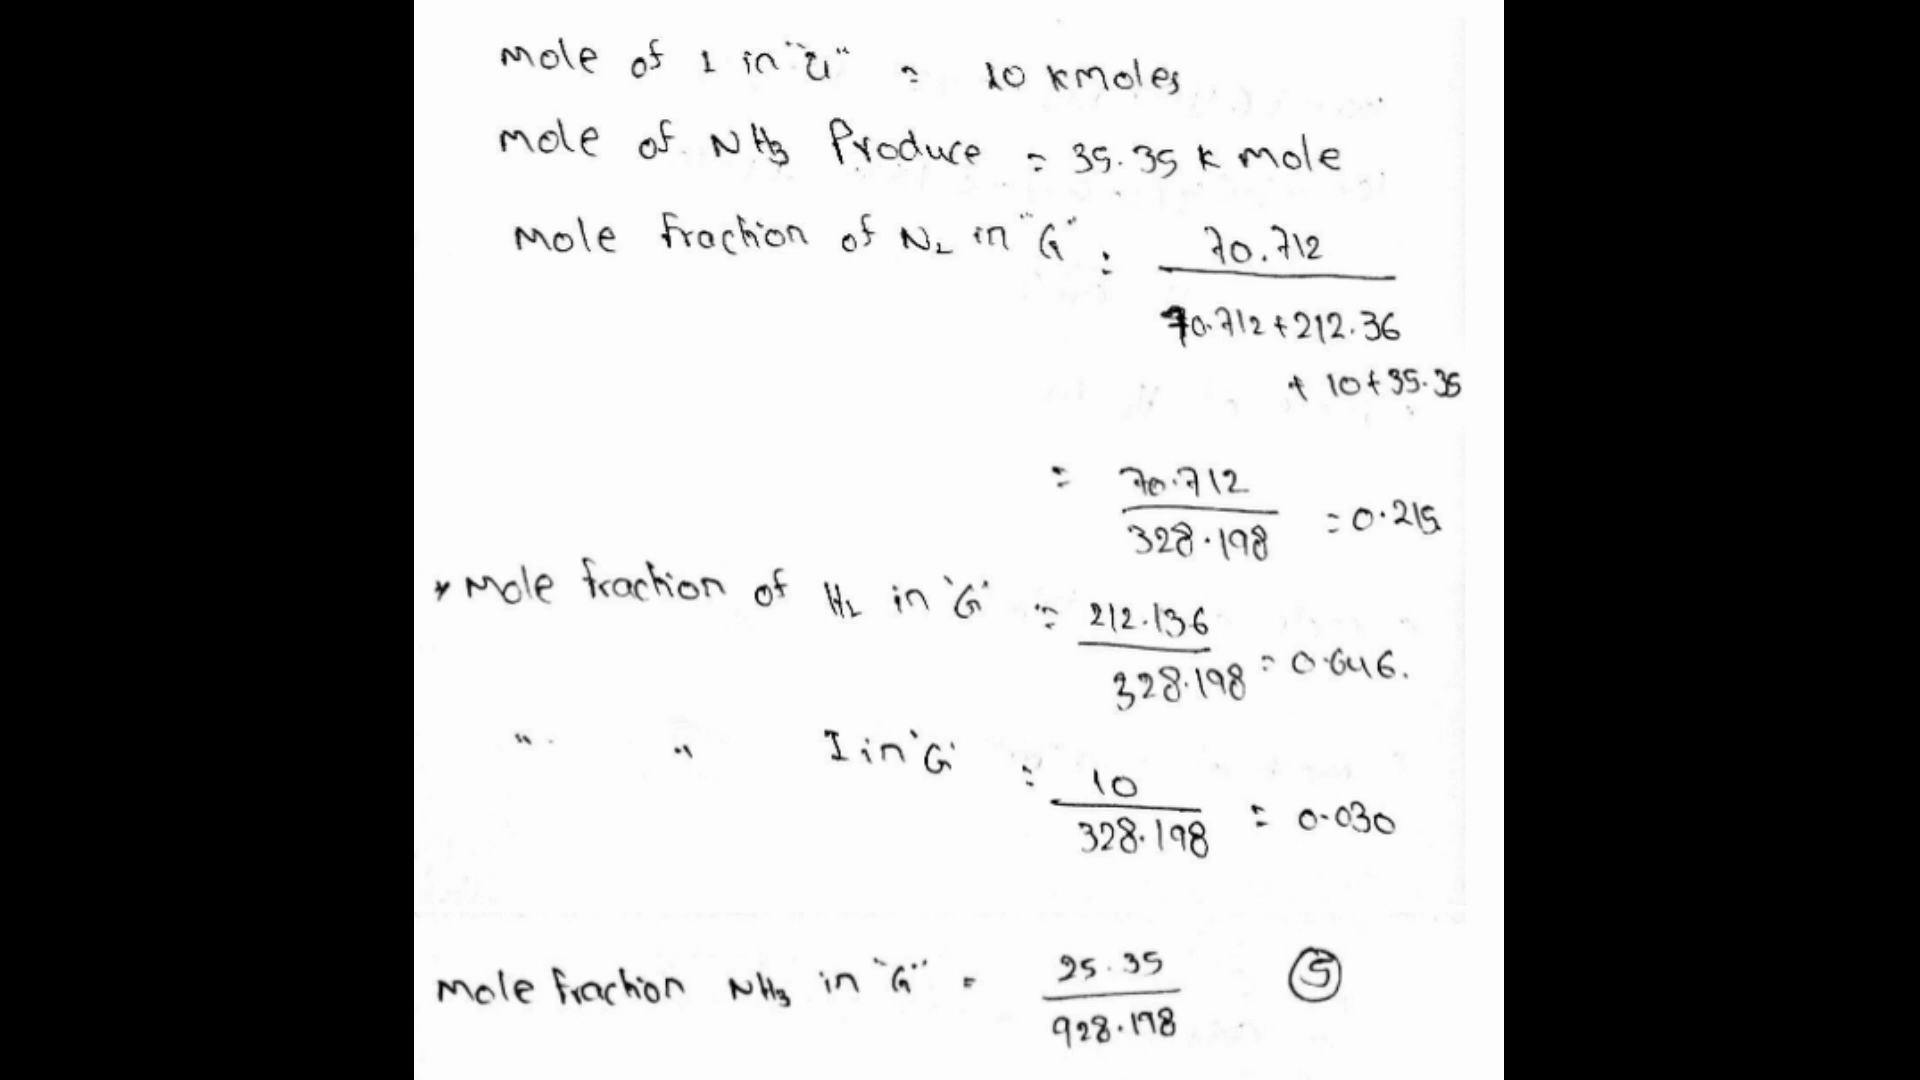 Mole of I in "G" = 10 kmoles
Mole of NH3 Produce = 35.35 k mole
Mole fraction of N2 in "G" = 70.712
70.712 + 212.36
+ 10 + 35.35
= 70.712
328.198 = 0.215
* Mole fraction of H2 in 'G' = 212.136
328.198 = 0.646.
" " I in 'G' = 10
328.198 = 0.030
Mole fraction NH3 in "G" = 25.35 5
928.198